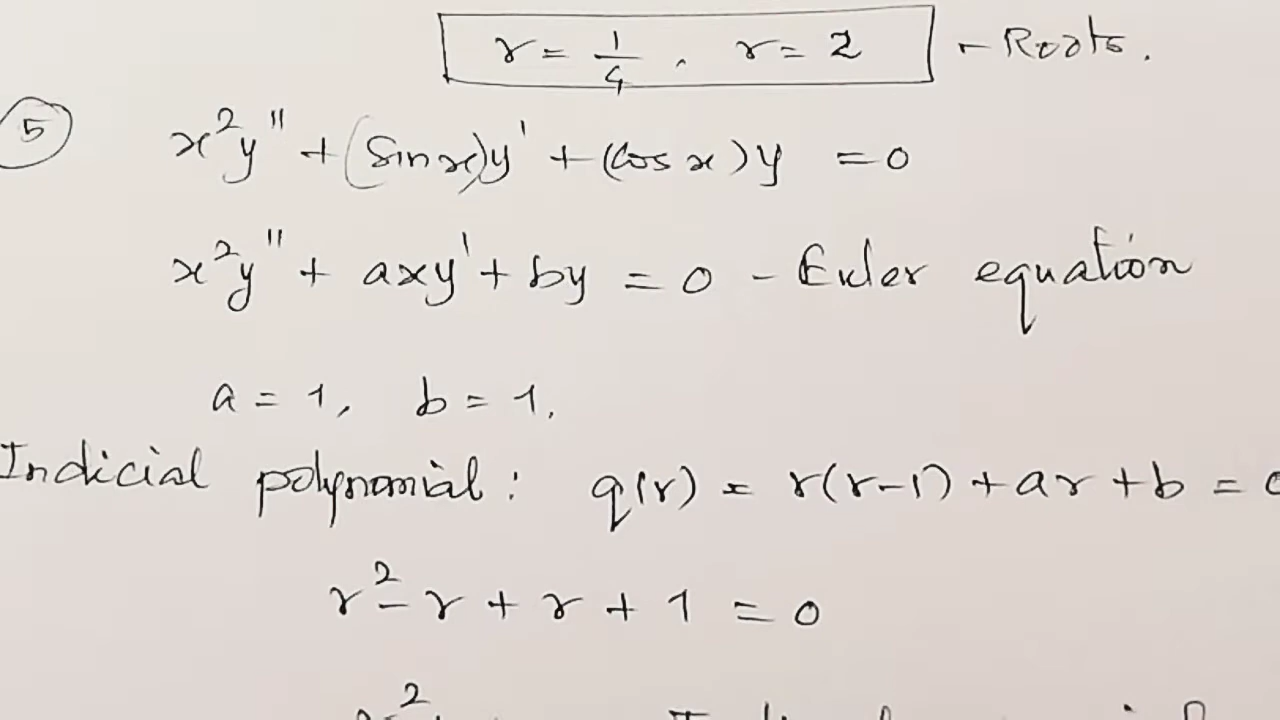 r = 1/4, r = 2 - Roots.
5 x²y'' + (Sin x)y' + (Cos x)y = 0
x²y'' + axy' + by = 0 - Euler equation
a = 1, b = 1,
Indicial polynomial : q(r) = r(r-1) + ar + b = 0
r² - r + r + 1 = 0